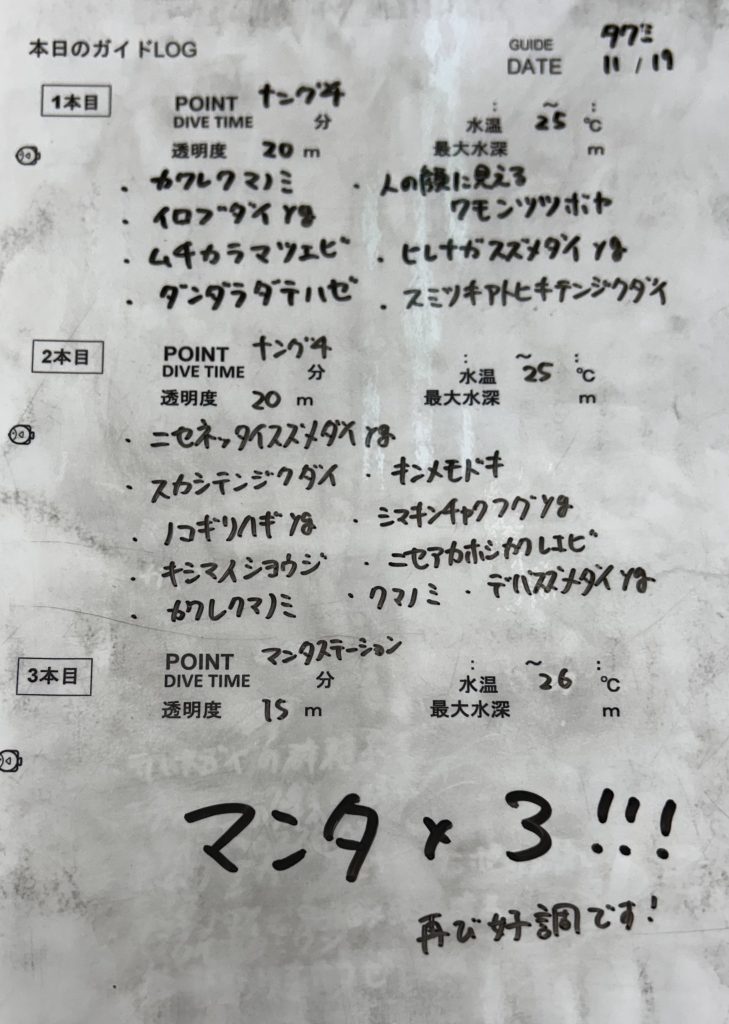 本日のガイドLOG
GUIDE タクミ
DATE 11 / 19
1本目
POINT ナングチ
DIVE TIME 分
: ~ :
水温 25 ℃
透明度 20 m
最大水深 m
・カクレクマノミ
・人の顔に見える
ワモンツツボヤ
・イロブダイyg
・ムチカラマツエビ
・ヒレナガスズメダイyg
・ダンダラダテハゼ
・スミツキアトヒキテンジクダイ
2本目
POINT ナングチ
DIVE TIME 分
: ~ :
水温 25 ℃
透明度 20 m
最大水深 m
・ニセネッタイスズメダイyg
・スカシテンジクダイ
・キンメモドキ
・ノコギリハギyg
・シマキンチャクフグyg
・キシマイショウジ
・ニセアカホシカクレエビ
・カクレクマノミ
・クマノミ
・デバスズメダイyg
3本目
POINT マンタステーション
DIVE TIME 分
: ~ :
水温 26 ℃
透明度 15 m
最大水深 m
マンタ×3!!!
再び好調です!